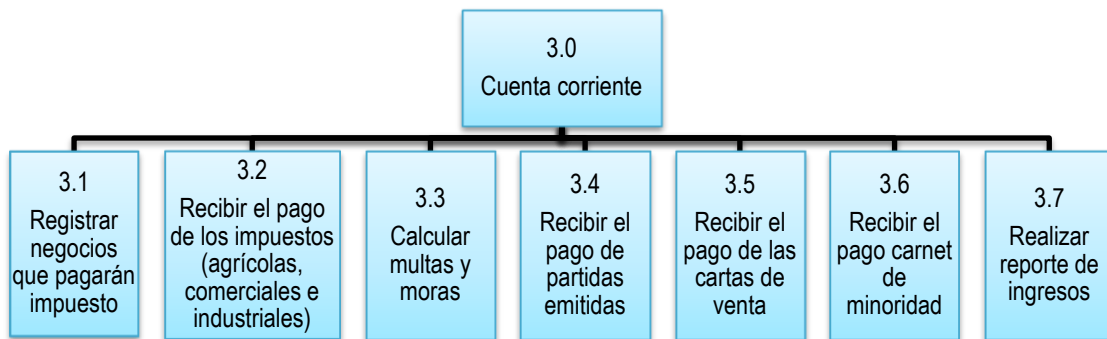 3.0
Cuenta corriente
3.1
Registrar
negocios
que pagarán
impuesto
3.2
Recibir el pago
de los impuestos
(agrícolas,
comerciales e
industriales)
3.3
Calcular
multas y
moras
3.4
Recibir el
pago de
partidas
emitidas
3.5
Recibir el
pago de las
cartas de
venta
3.6
Recibir el
pago carnet
de
minoridad
3.7
Realizar
reporte de
ingresos